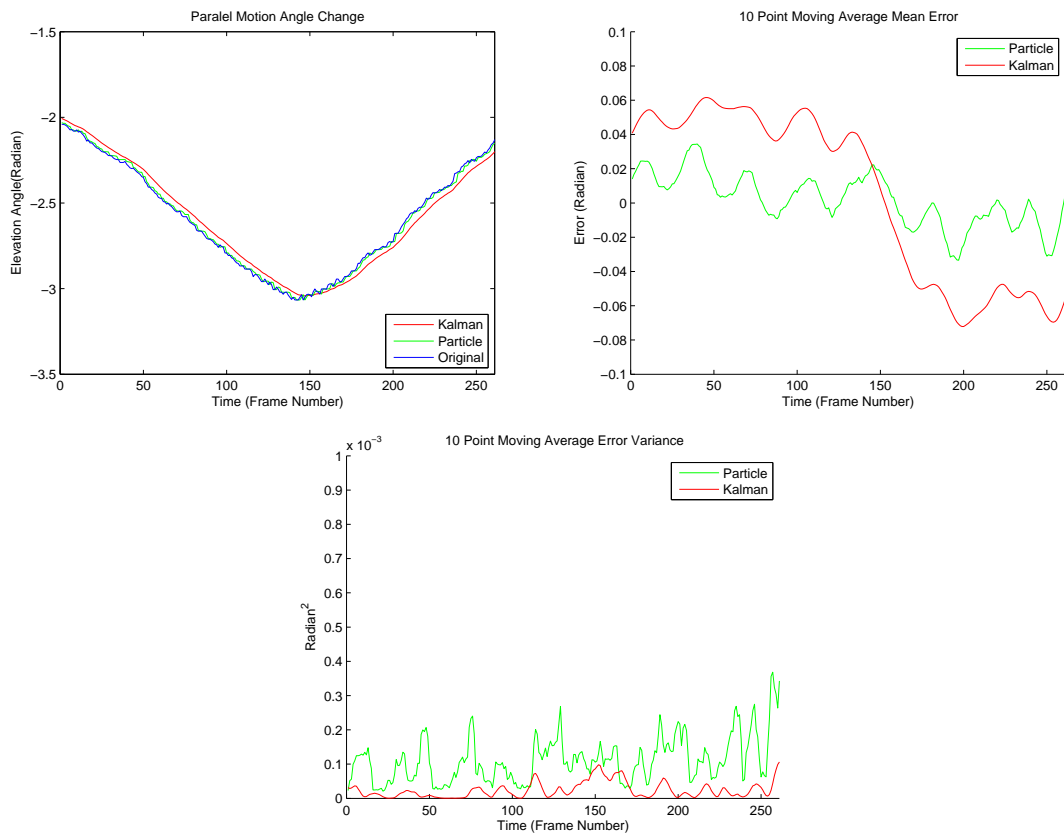 Paralel Motion Angle Change
−1.5
−2
−2.5
−3
−3.5
Elevation Angle(Radian)
0 50 100 150 200 250
Time (Frame Number)
Kalman
Particle
Original
10 Point Moving Average Mean Error
0.1
0.08
0.06
0.04
0.02
0
−0.02
−0.04
−0.06
−0.08
−0.1
Error (Radian)
0 50 100 150 200 250
Time (Frame Number)
Particle
Kalman
10 Point Moving Average Error Variance
x 10⁻³
1
0.9
0.8
0.7
0.6
0.5
0.4
0.3
0.2
0.1
0
Radian²
0 50 100 150 200 250
Time (Frame Number)
Particle
Kalman